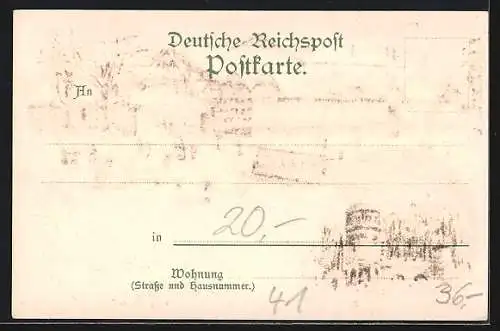 Deutsche Reichspost
Postkarte.
An
20,-
in
Wohnung
(Straße und Hausnummer.)
41
36,-